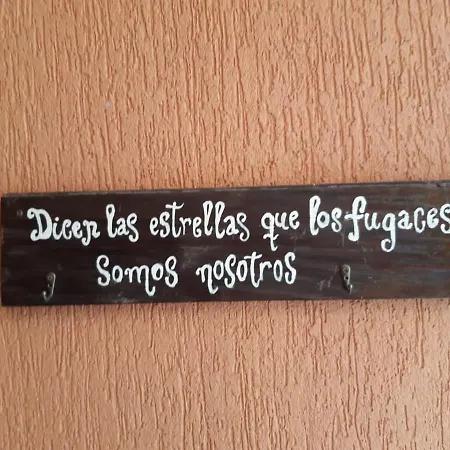 Dicen las estrellas que los fugaces
somos nosotros